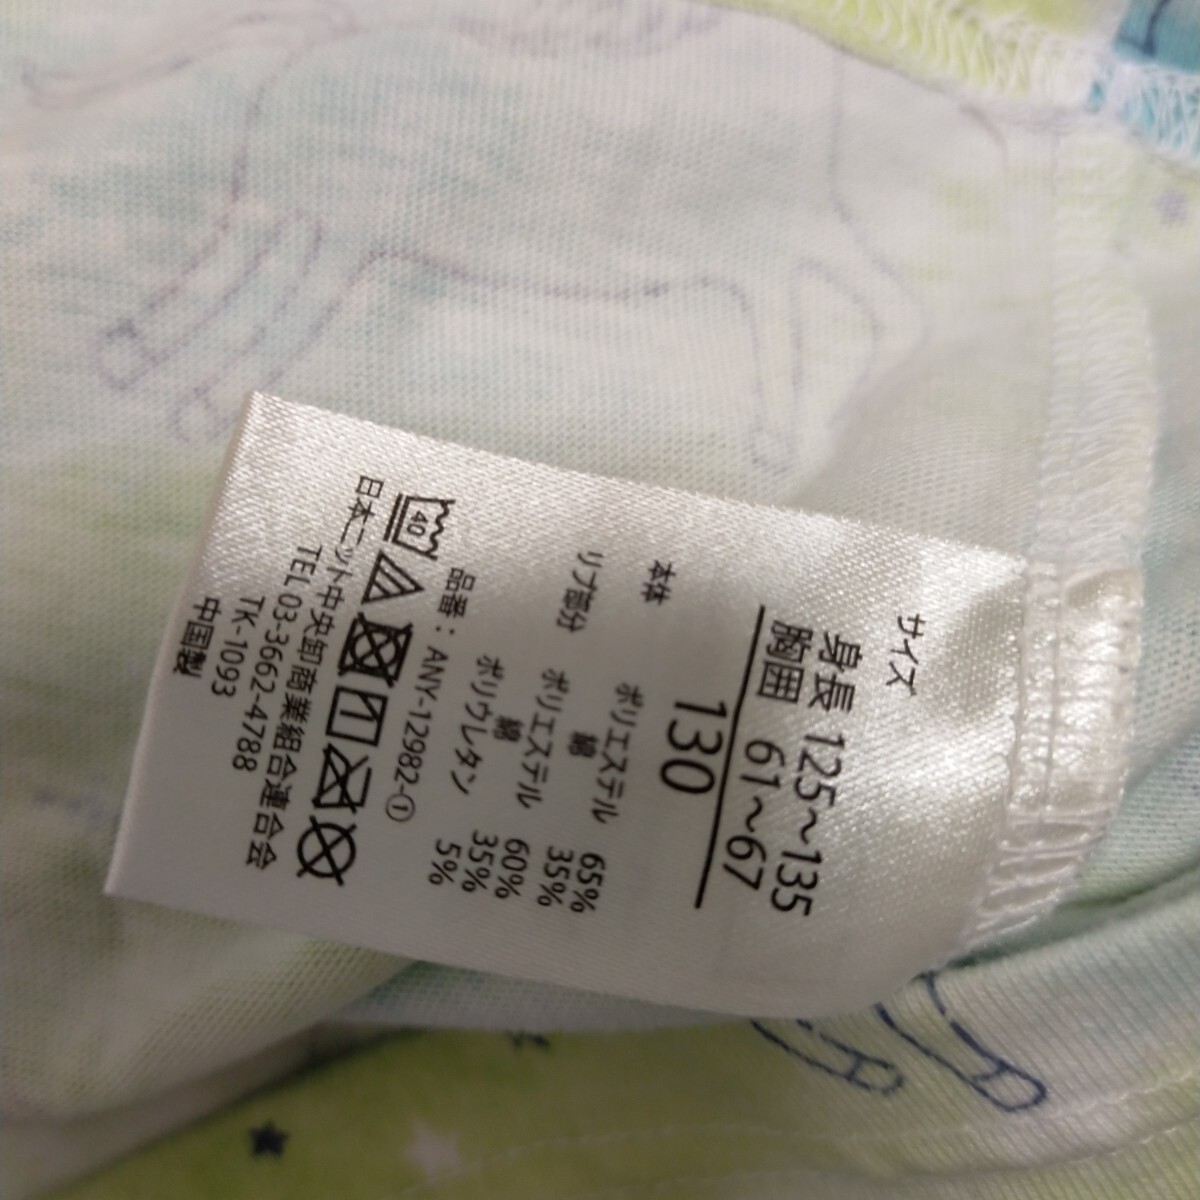 サイズ
身長 125～135
胸囲 61～67
130
本体 ポリエステル 65%
綿 35%
リブ部分 ポリエステル 60%
綿 35%
ポリウレタン 5%
品番：ANY-12982-①
40
日本ニット中央卸商業組合連合会
TEL 03-3662-4788
TK-1093
中国製